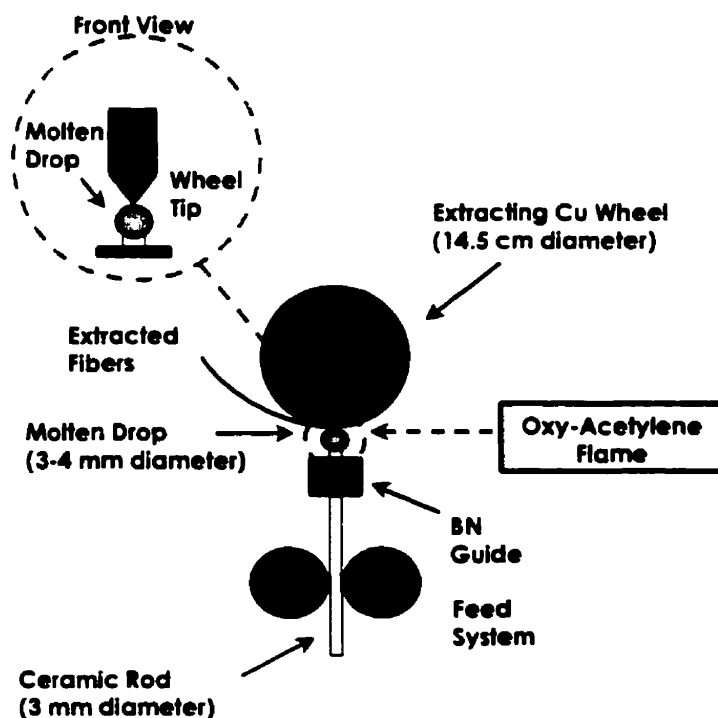 Front View
Molten
Drop
Wheel
Tip
Extracting Cu Wheel
(14.5 cm diameter)
Extracted
Fibers
Molten Drop
(3-4 mm diameter)
Oxy-Acetylene
Flame
BN
Guide
Feed
System
Ceramic Rod
(3 mm diameter)